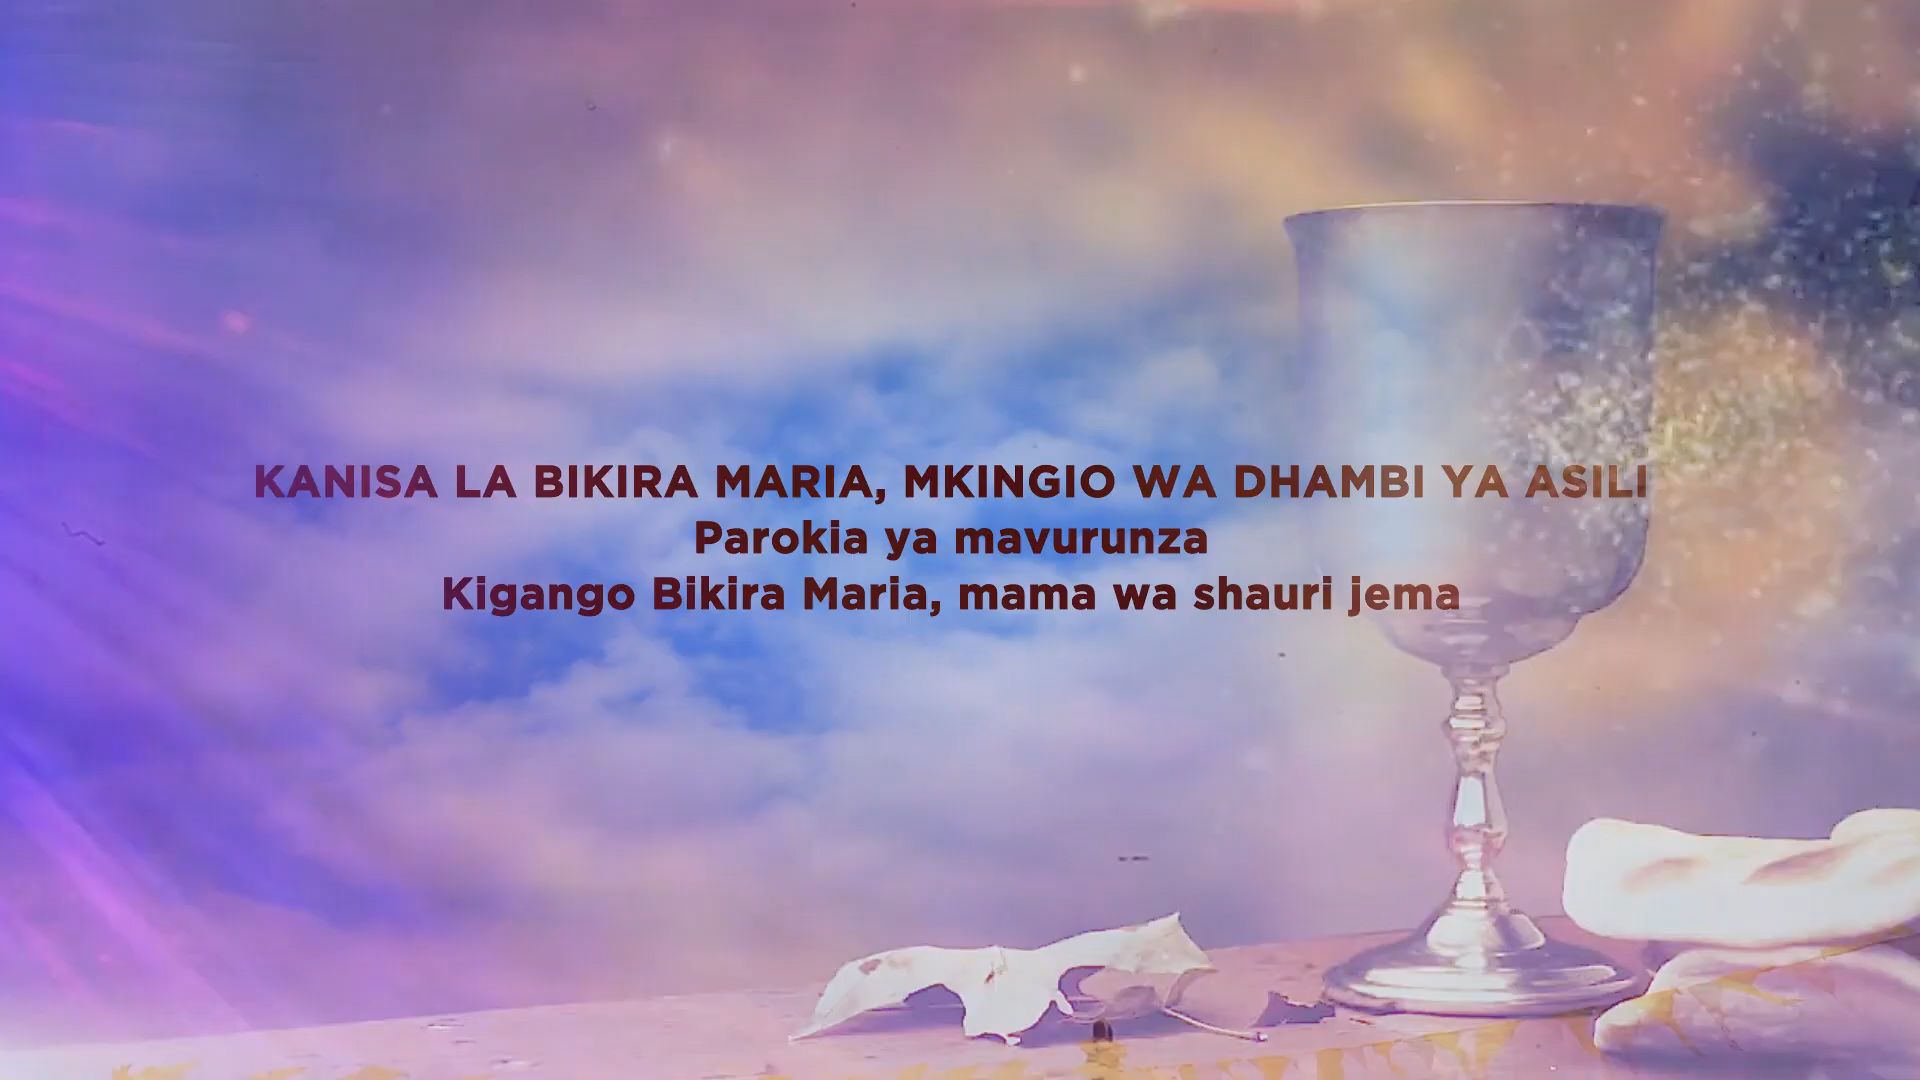 KANISA LA BIKIRA MARIA, MKINGIO WA DHAMBI YA ASILI
Parokia ya mavurunza
Kigango Bikira Maria, mama wa shauri jema